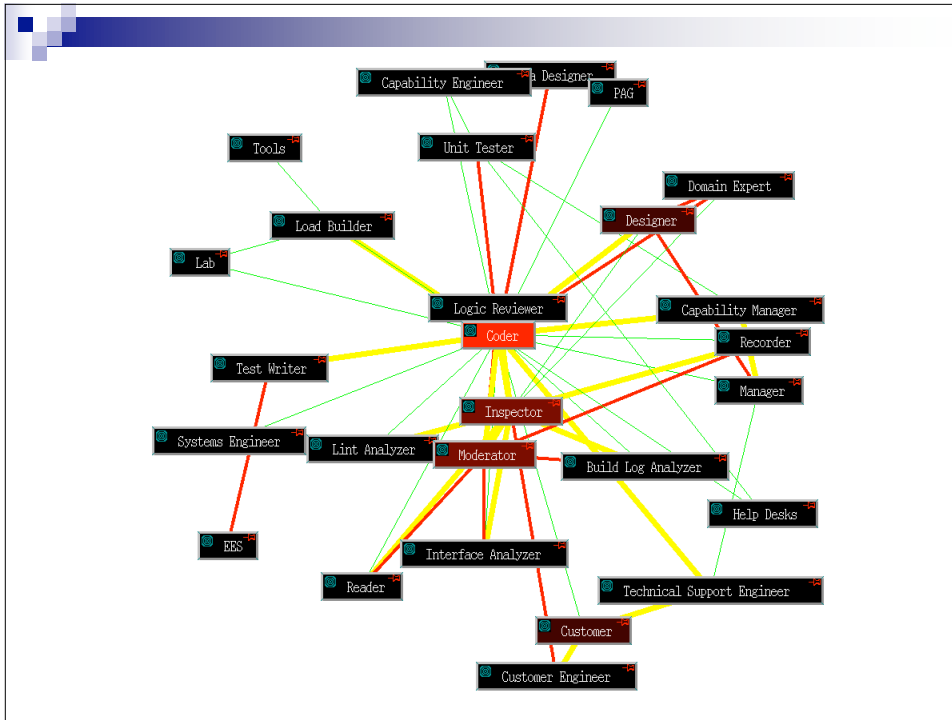 Capability Engineer
a Designer
PAG
Tools
Unit Tester
Domain Expert
Designer
Load Builder
Lab
Logic Reviewer
Capability Manager
Coder
Recorder
Test Writer
Manager
Inspector
Systems Engineer
Lint Analyzer
Moderator
Build Log Analyzer
Help Desks
EES
Interface Analyzer
Reader
Technical Support Engineer
Customer
Customer Engineer